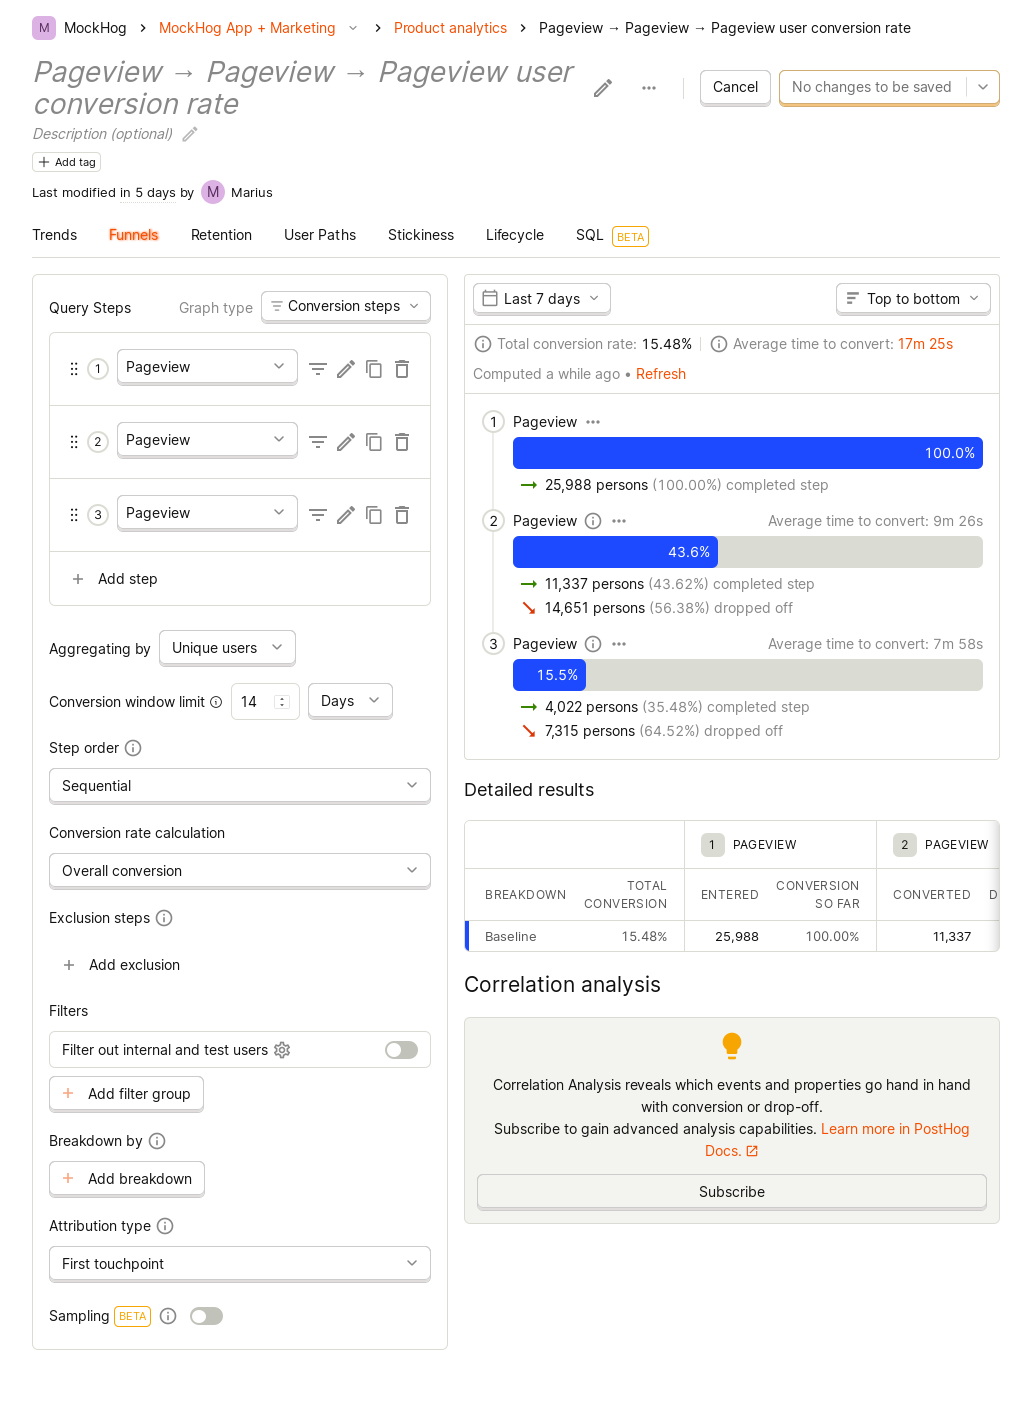 M MockHog MockHog App + Marketing Product analytics Pageview → Pageview → Pageview user conversion rate
Pageview → Pageview → Pageview user
conversion rate
Cancel No changes to be saved
Description (optional)
Add tag
Last modified in 5 days by M Marius
Trends Funnels Retention User Paths Stickiness Lifecycle SQL BETA
Query Steps Graph type Conversion steps
1 Pageview
2 Pageview
3 Pageview
Add step
Aggregating by Unique users
Conversion window limit 14 Days
Step order
Sequential
Conversion rate calculation
Overall conversion
Exclusion steps
Add exclusion
Filters
Filter out internal and test users
Add filter group
Breakdown by
Add breakdown
Attribution type
First touchpoint
Sampling BETA
Last 7 days Top to bottom
Total conversion rate: 15.48% Average time to convert: 17m 25s
Computed a while ago • Refresh
1 Pageview
100.0%
25,988 persons (100.00%) completed step
2 Pageview Average time to convert: 9m 26s
43.6%
11,337 persons (43.62%) completed step
14,651 persons (56.38%) dropped off
3 Pageview Average time to convert: 7m 58s
15.5%
4,022 persons (35.48%) completed step
7,315 persons (64.52%) dropped off
Detailed results
1 PAGEVIEW 2 PAGEVIEW
BREAKDOWN TOTAL CONVERSION ENTERED CONVERSION SO FAR CONVERTED D
Baseline 15.48% 25,988 100.00% 11,337
Correlation analysis
Correlation Analysis reveals which events and properties go hand in hand
with conversion or drop-off.
Subscribe to gain advanced analysis capabilities. Learn more in PostHog
Docs.
Subscribe